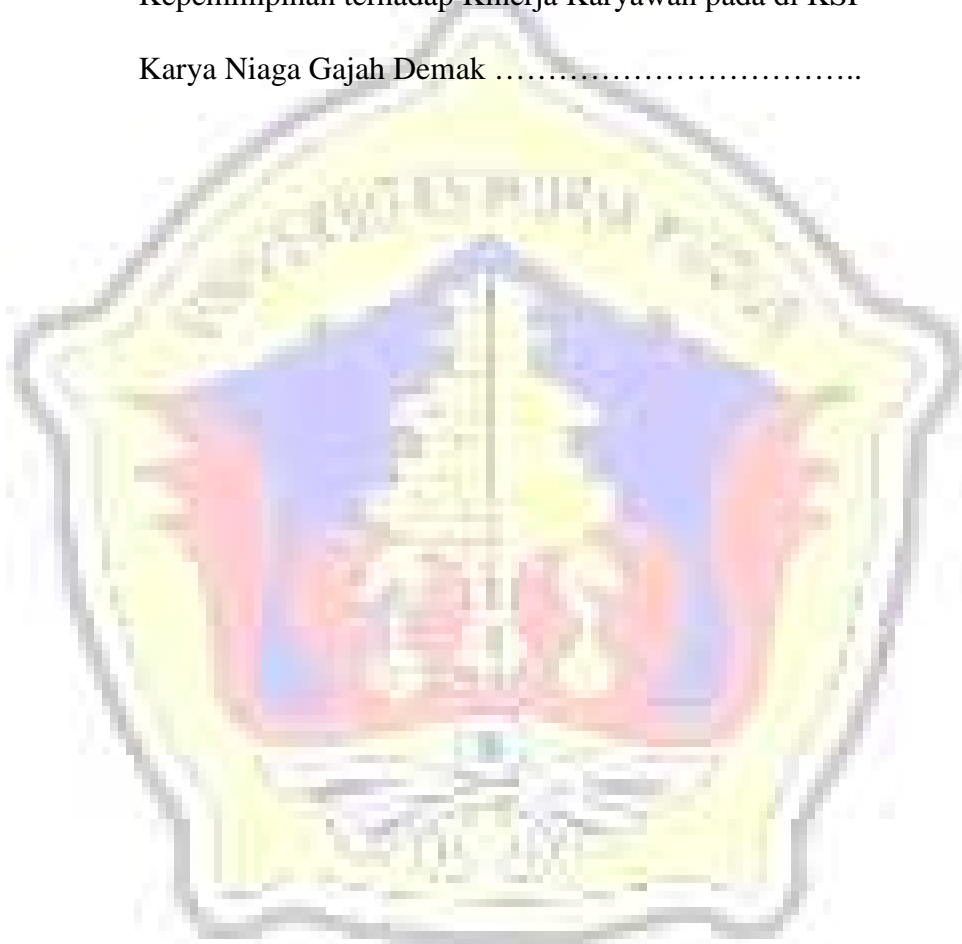 Kepemimpinan terhadap Kinerja Karyawan pada di KSP
Karya Niaga Gajah Demak ……………………………..